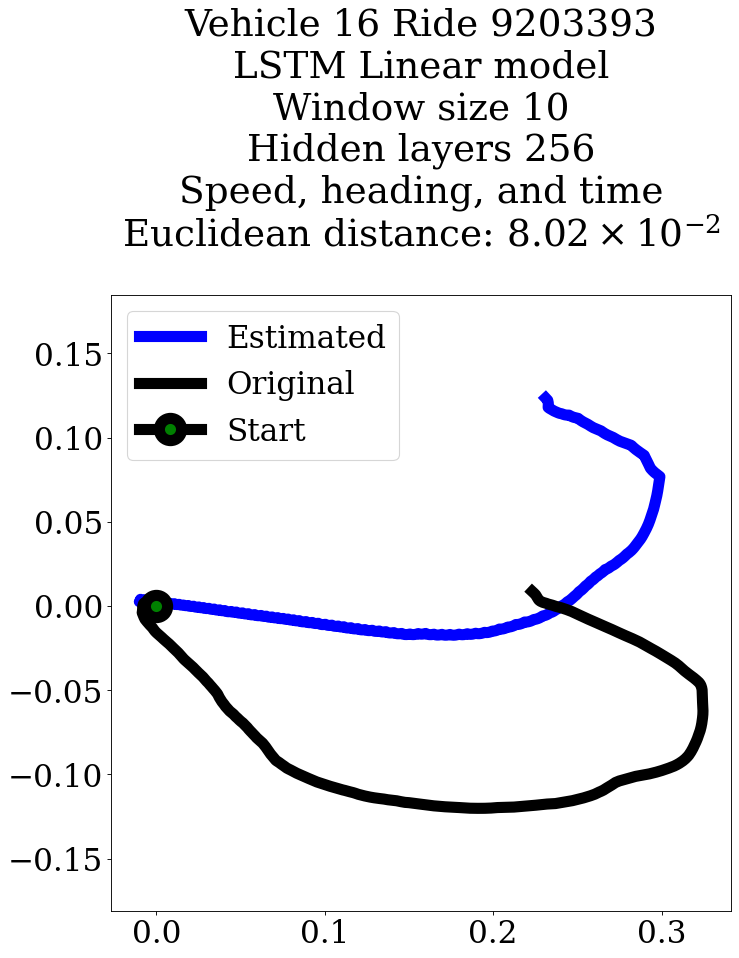 Vehicle 16 Ride 9203393
LSTM Linear model
Window size 10
Hidden layers 256
Speed, heading, and time
Euclidean distance: 8.02 × 10⁻²
Estimated
Original
Start
0.15
0.10
0.05
0.00
−0.05
−0.10
−0.15
0.0 0.1 0.2 0.3